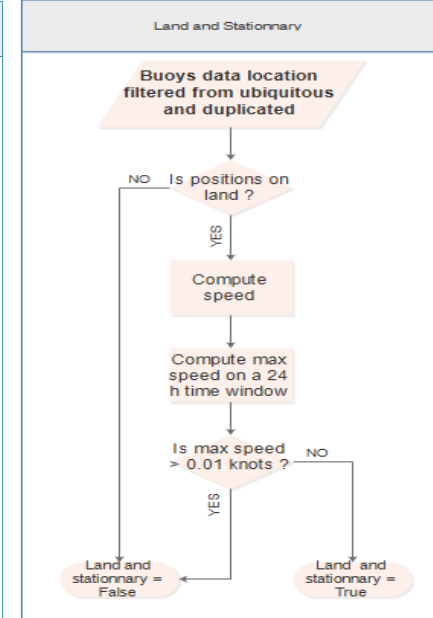 Land and Stationnary
Buoys data location
filtered from ubiquitous
and duplicated
NO
Is positions on
land ?
YES
Compute
speed
Compute max
speed on a 24
h time window
Is max speed
> 0.01 knots ?
NO
YES
Land and
stationnary =
False
Land and
stationnary =
True